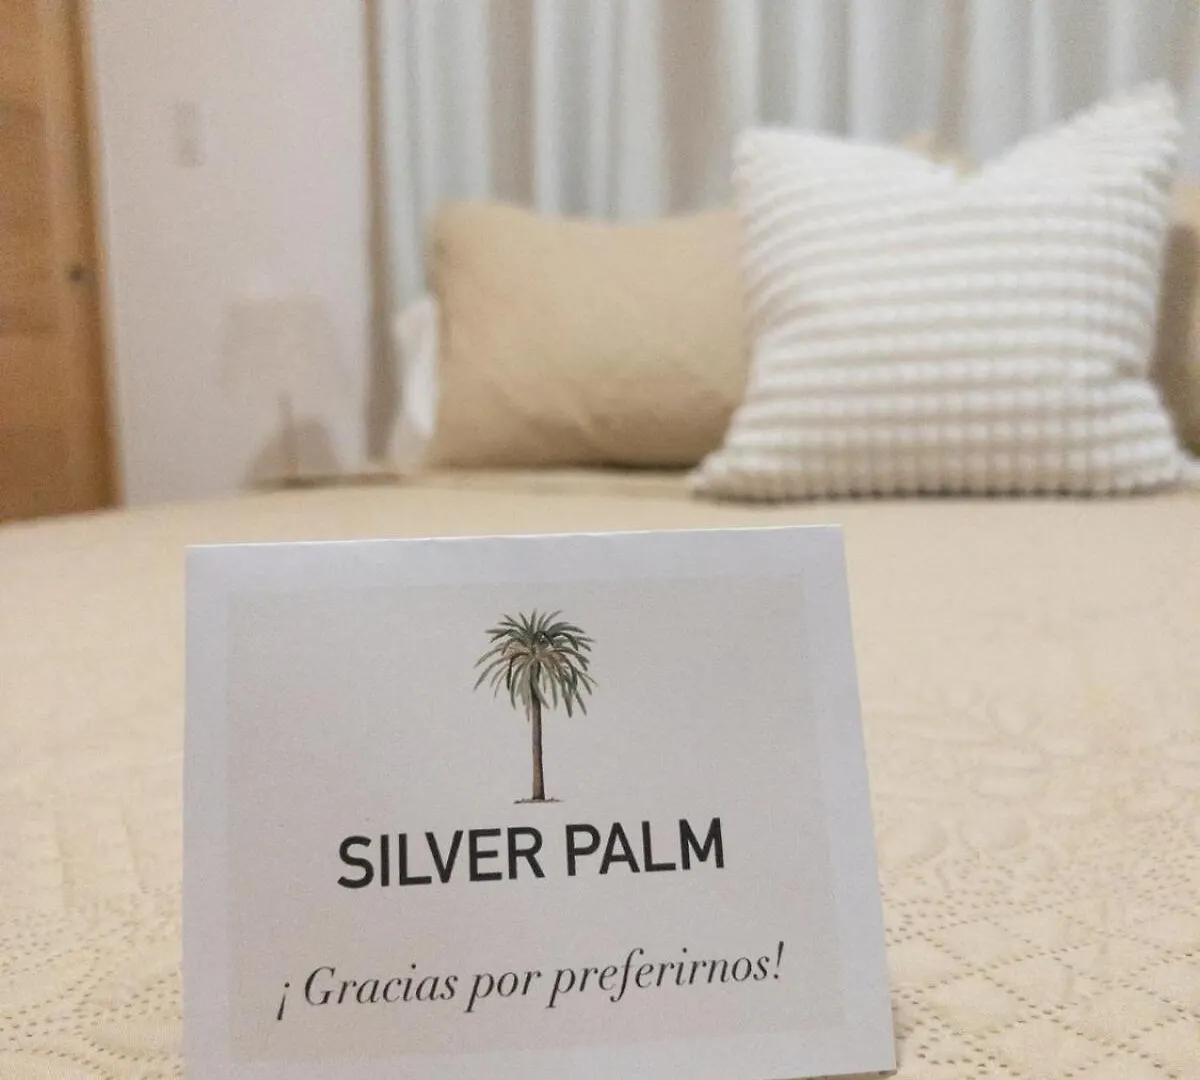 SILVER PALM
¡Gracias por preferirnos!